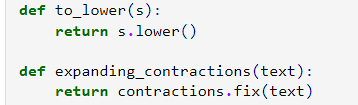 def to_lower(s):
    return s.lower()
def expanding_contractions(text):
    return contractions.fix(text)